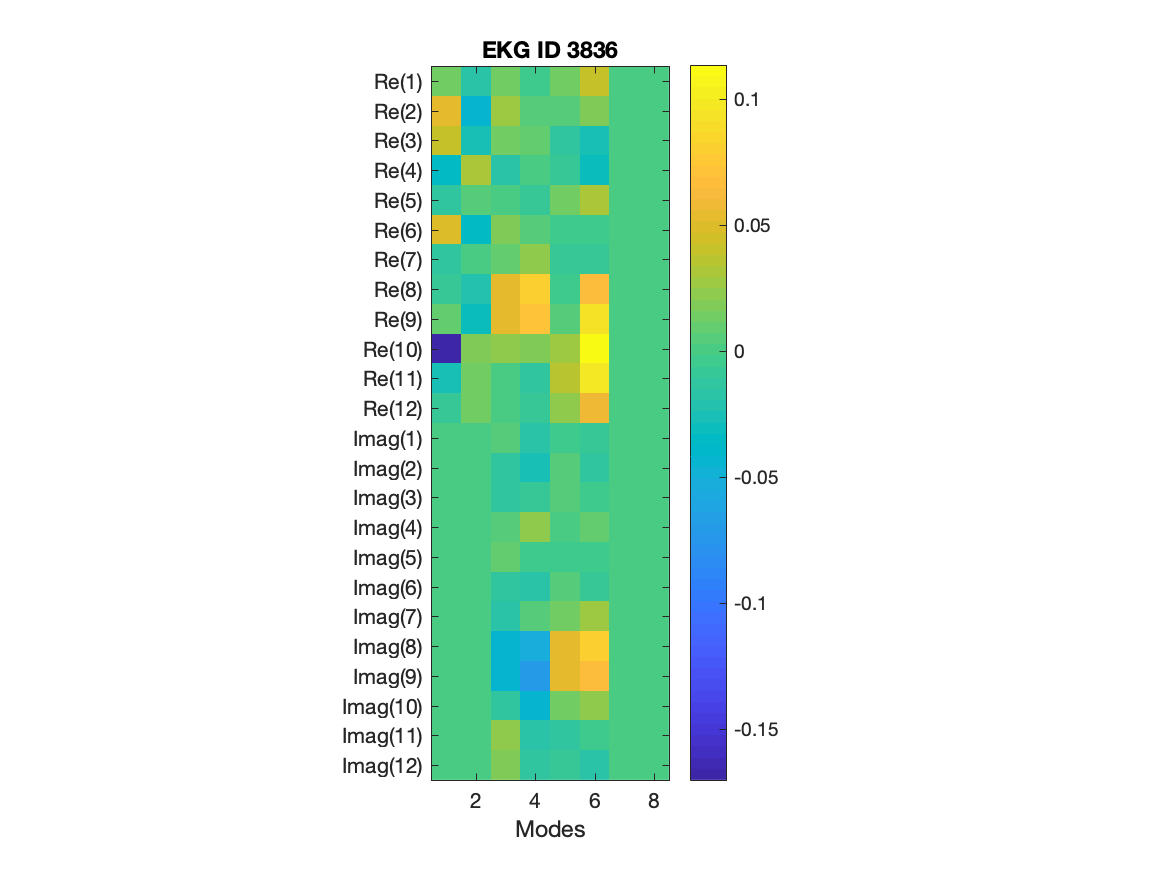 EKG ID 3836
Re(1)
Re(2)
Re(3)
Re(4)
Re(5)
Re(6)
Re(7)
Re(8)
Re(9)
Re(10)
Re(11)
Re(12)
Imag(1)
Imag(2)
Imag(3)
Imag(4)
Imag(5)
Imag(6)
Imag(7)
Imag(8)
Imag(9)
Imag(10)
Imag(11)
Imag(12)
2 4 6 8
Modes
0.1
0.05
0
-0.05
-0.1
-0.15